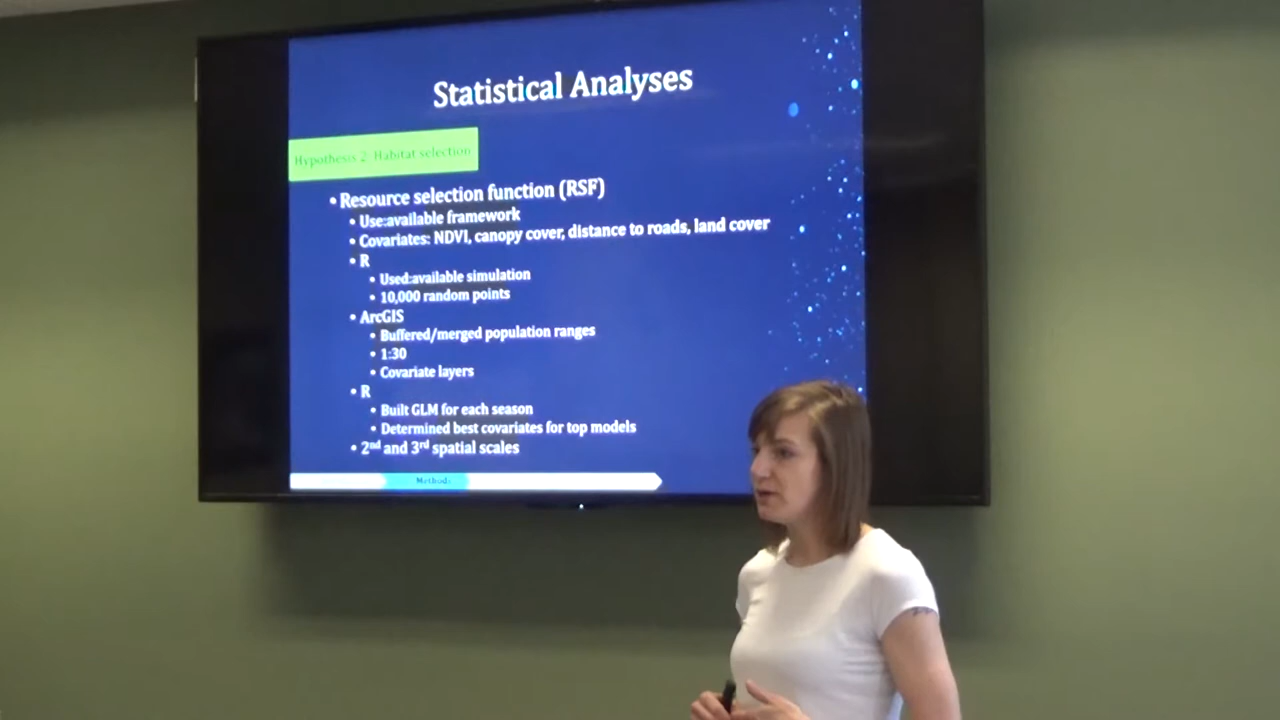 Statistical Analyses
Hypothesis 2: Habitat selection
• Resource selection function (RSF)
• Use:available framework
• Covariates: NDVI, canopy cover, distance to roads, land cover
• R
• Used:available simulation
• 10,000 random points
• ArcGIS
• Buffered/merged population ranges
• 1:30
• Covariate layers
• R
• Built GLM for each season
• Determined best covariates for top models
• 2nd and 3rd spatial scales
Methods